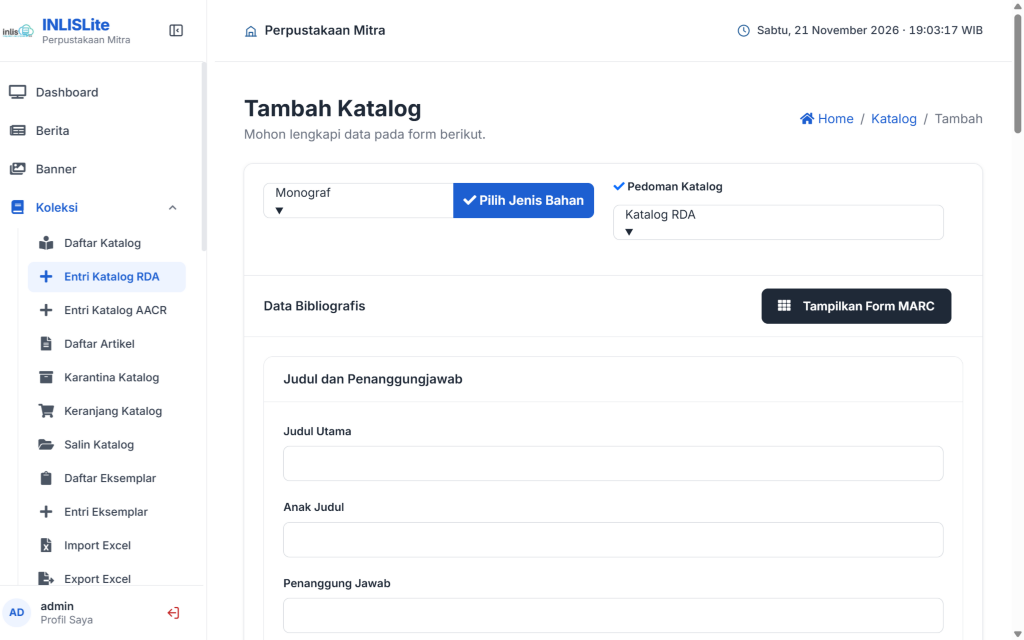 inlis
INLISLite
Perpustakaan Mitra
Perpustakaan Mitra
Sabtu, 21 November 2026 · 19:03:17 WIB
Dashboard
Berita
Banner
Koleksi
Daftar Katalog
Entri Katalog RDA
Entri Katalog AACR
Daftar Artikel
Karantina Katalog
Keranjang Katalog
Salin Katalog
Daftar Eksemplar
Entri Eksemplar
Import Excel
Export Excel
AD
admin
Profil Saya
Tambah Katalog
Mohon lengkapi data pada form berikut.
Home / Katalog / Tambah
Monograf
Pilih Jenis Bahan
Pedoman Katalog
Katalog RDA
Data Bibliografis
Tampilkan Form MARC
Judul dan Penanggungjawab
Judul Utama
Anak Judul
Penanggung Jawab